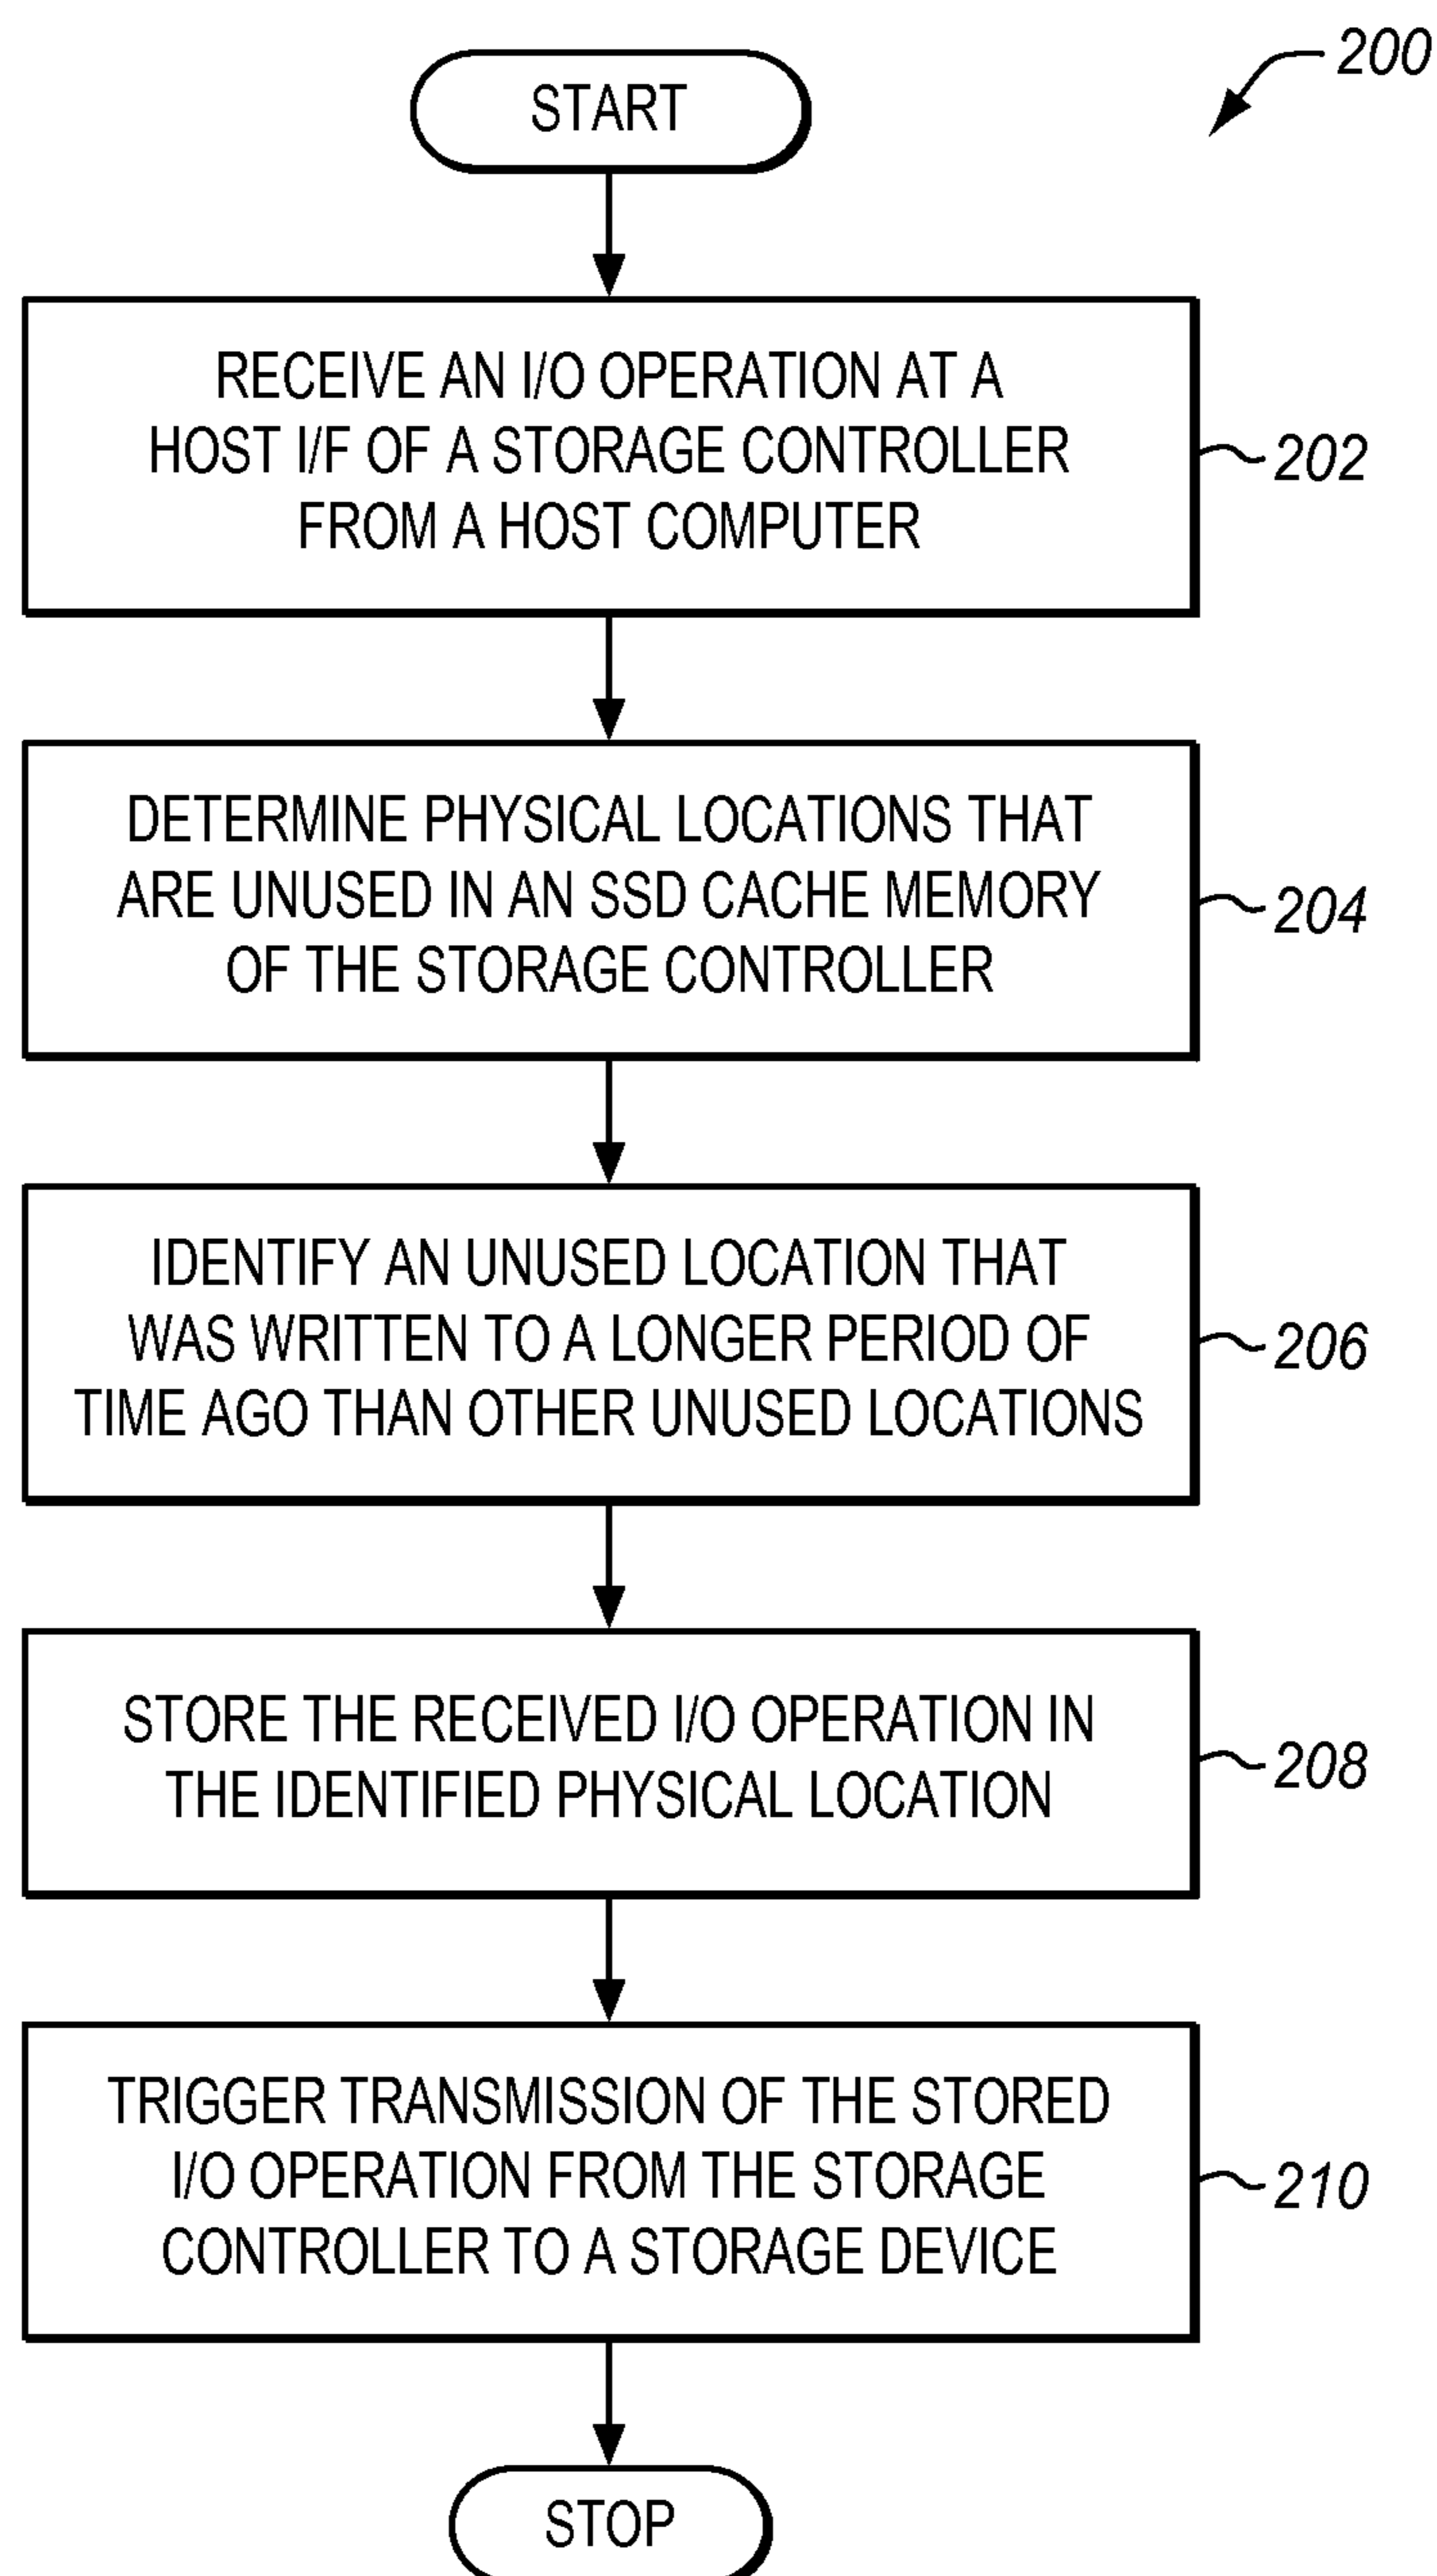 200
START
RECEIVE AN I/O OPERATION AT A
HOST I/F OF A STORAGE CONTROLLER
FROM A HOST COMPUTER
202
DETERMINE PHYSICAL LOCATIONS THAT
ARE UNUSED IN AN SSD CACHE MEMORY
OF THE STORAGE CONTROLLER
204
IDENTIFY AN UNUSED LOCATION THAT
WAS WRITTEN TO A LONGER PERIOD OF
TIME AGO THAN OTHER UNUSED LOCATIONS
206
STORE THE RECEIVED I/O OPERATION IN
THE IDENTIFIED PHYSICAL LOCATION
208
TRIGGER TRANSMISSION OF THE STORED
I/O OPERATION FROM THE STORAGE
CONTROLLER TO A STORAGE DEVICE
210
STOP